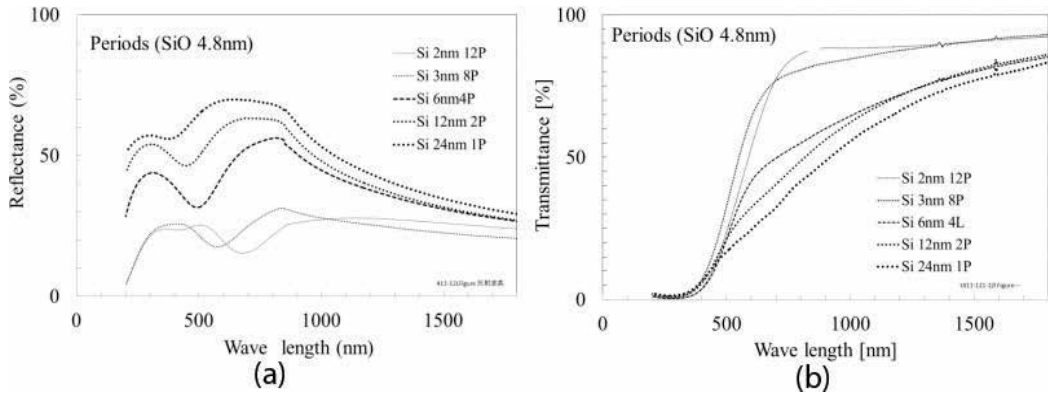 100
50
0
Reflectance (%)
Periods (SiO 4.8nm)
Si 2nm 12P
Si 3nm 8P
Si 6nm4P
Si 12nm 2P
Si 24nm 1P
0
500
1000
1500
Wave length (nm)
(a)
100
50
0
Transmittance [%]
Periods (SiO 4.8nm)
Si 2nm 12P
Si 3nm 8P
Si 6nm 4L
Si 12nm 2P
Si 24nm 1P
0
500
1000
1500
Wave length [nm]
(b)